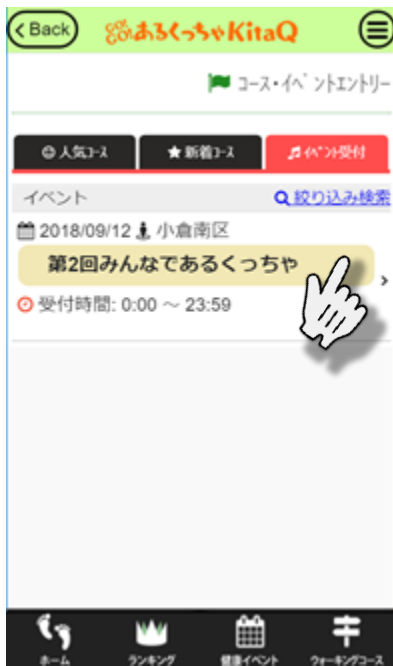 Back
GO!GO!あるくっちゃKitaQ
コース・イベントエントリー
人気コース
新着コース
イベント受付
イベント
絞り込み検索
2018/09/12 小倉南区
第2回みんなであるくっちゃ
受付時間: 0:00 ～ 23:59
ホーム
ランキング
健康イベント
ウォーキングコース